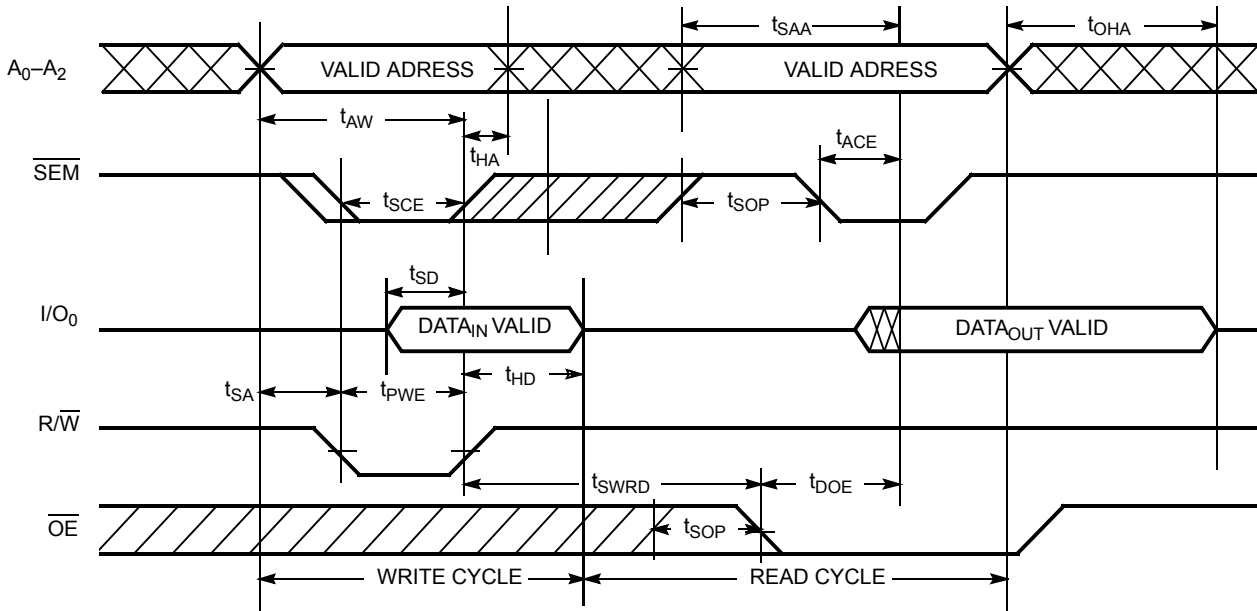 tSAA
tOHA
A0–A2
VALID ADRESS
VALID ADRESS
tAW
tHA
tACE
SEM
tSCE
tSOP
tSD
I/O0
DATAIN VALID
DATAOUT VALID
tSA
tPWE
tHD
R/W
tSWRD
tDOE
OE
tSOP
WRITE CYCLE
READ CYCLE